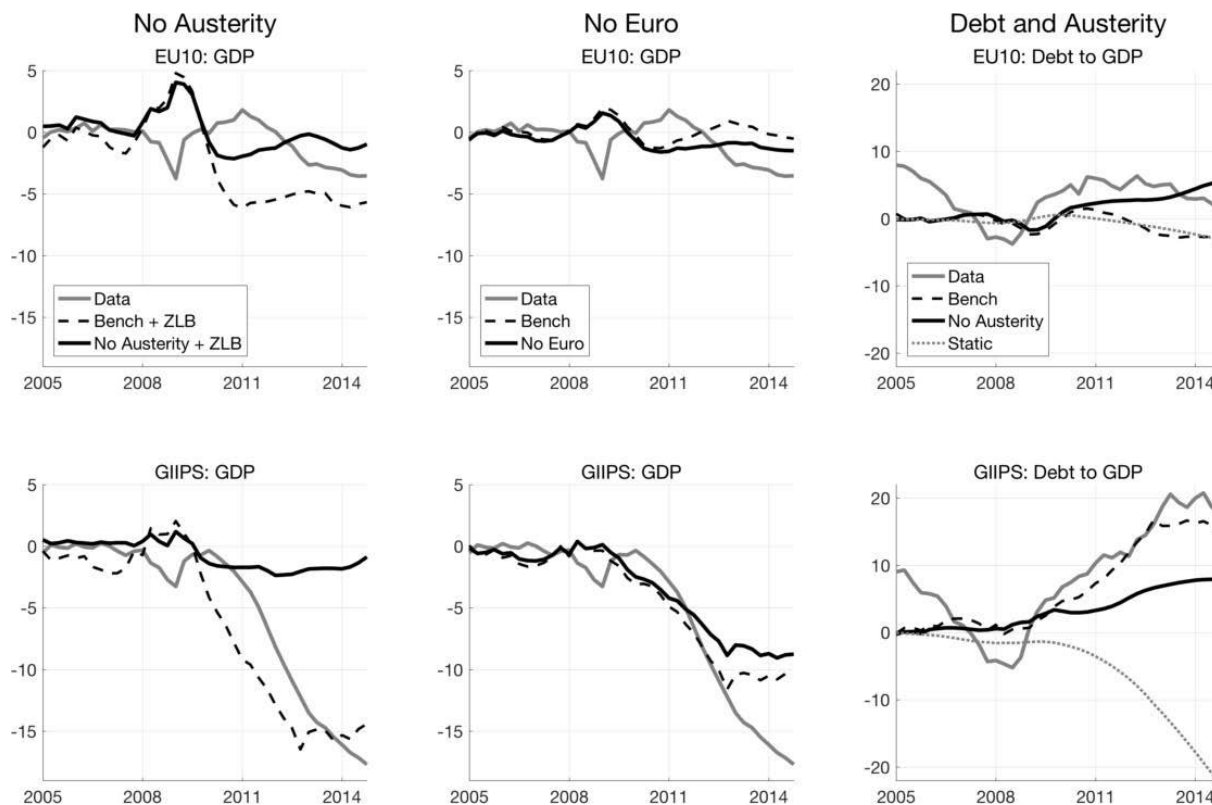 No Austerity
No Euro
Debt and Austerity
EU10: GDP
EU10: GDP
EU10: Debt to GDP
5
0
-5
-10
-15
Data
Bench + ZLB
No Austerity + ZLB
2005 2008 2011 2014
5
0
-5
-10
-15
Data
Bench
No Euro
2005 2008 2011 2014
20
10
0
-10
-20
Data
Bench
No Austerity
Static
2005 2008 2011 2014
GIIPS: GDP
GIIPS: GDP
GIIPS: Debt to GDP
5
0
-5
-10
-15
2005 2008 2011 2014
5
0
-5
-10
-15
2005 2008 2011 2014
20
10
0
-10
-20
2005 2008 2011 2014